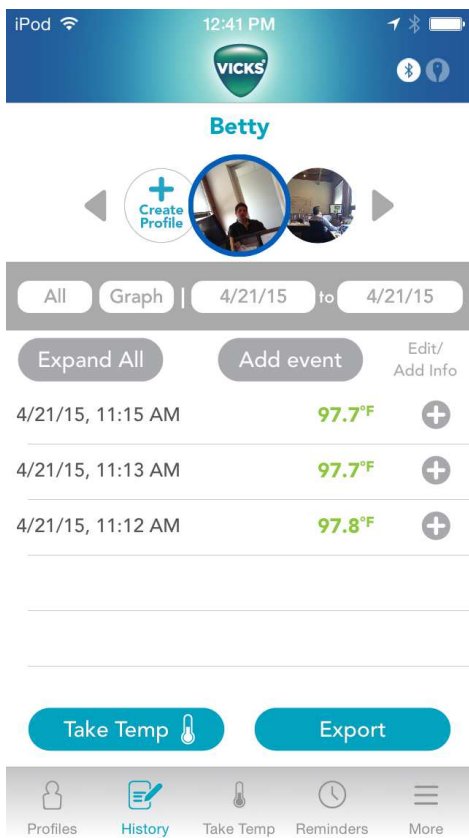 iPod 12:41 PM
VICKS
Betty
Create
Profile
All Graph | 4/21/15 to 4/21/15
Expand All Add event Edit/
Add Info
4/21/15, 11:15 AM 97.7°F
4/21/15, 11:13 AM 97.7°F
4/21/15, 11:12 AM 97.8°F
Take Temp Export
Profiles History Take Temp Reminders More